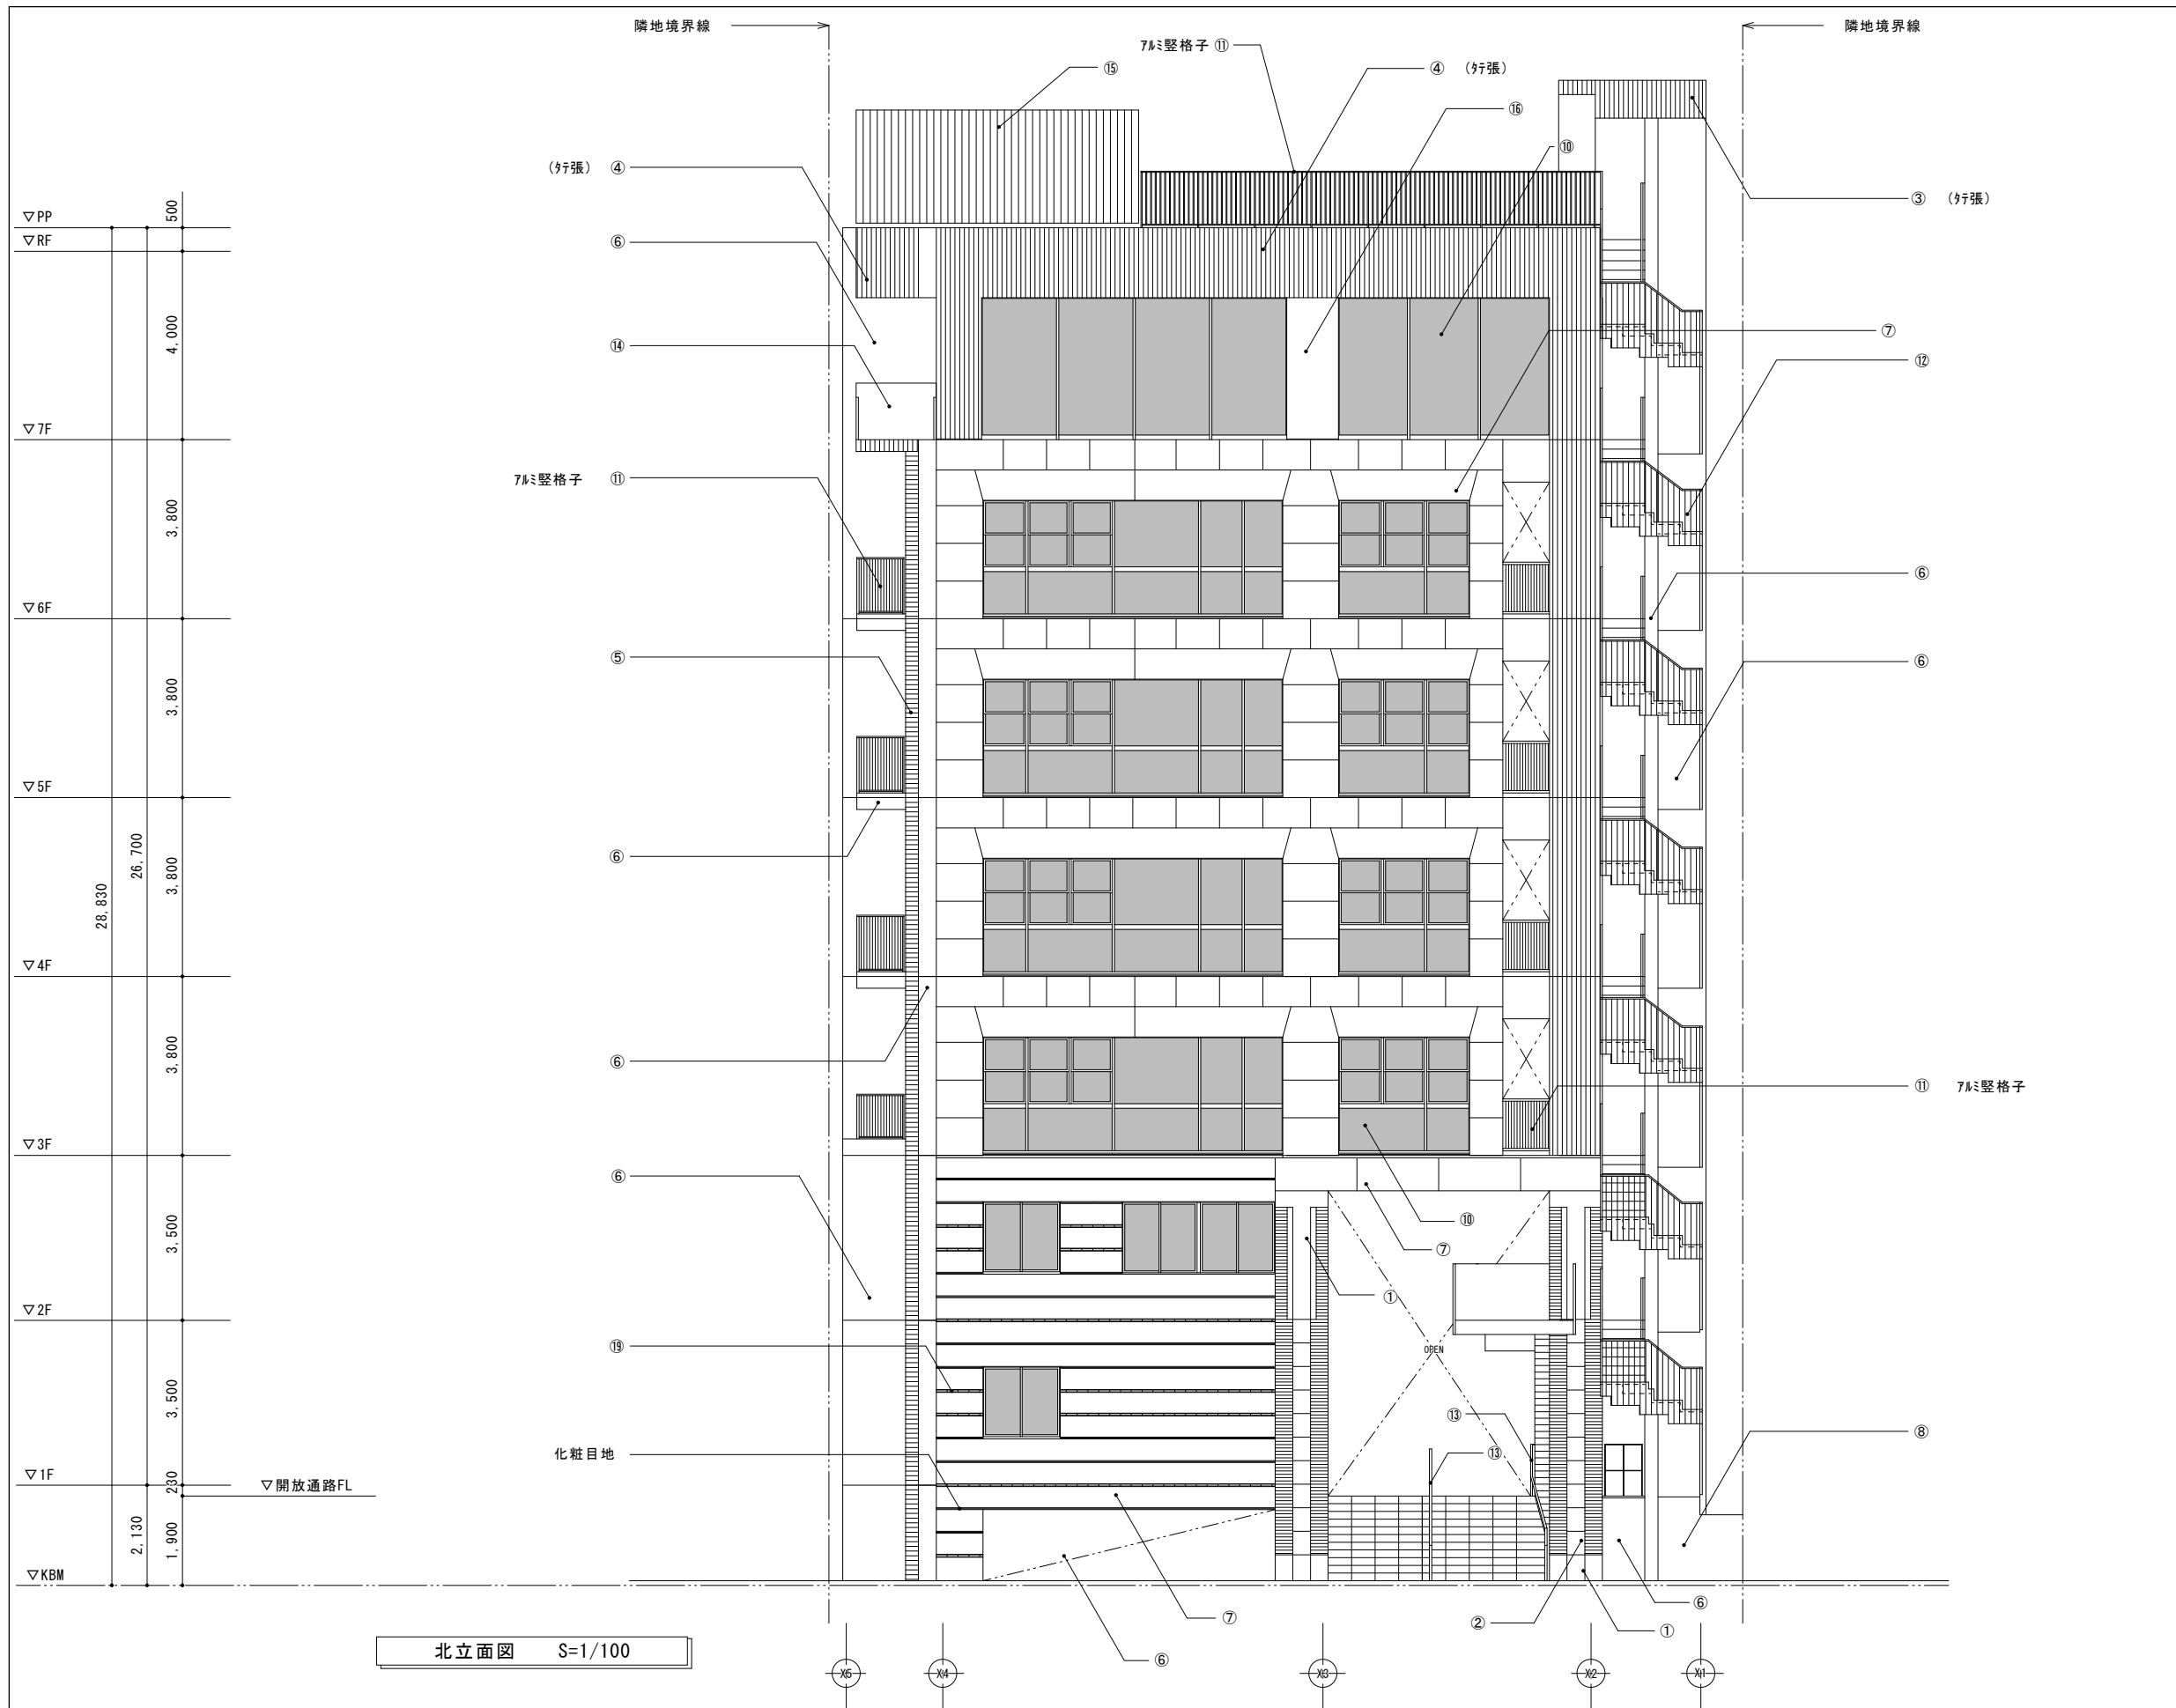 隣地境界線
隣地境界線
アルミ竪格子 ⑪
⑮
④ (タテ張)
⑯
⑩
(タテ張) ④
③ (タテ張)
▽PP
500
▽RF
⑥
4,000
⑭
⑦
⑫
▽7F
アルミ竪格子 ⑪
3,800
⑥
▽6F
⑤
3,800
⑥
▽5F
⑥
26,700
28,830
3,800
▽4F
⑥
3,800
⑪ アルミ竪格子
▽3F
⑥
3,500
⑩
⑦
①
▽2F
⑲
OPEN
3,500
⑬
⑬
⑧
化粧目地
▽1F
230
▽開放通路FL
2,130
1,900
▽KBM
⑥
⑦
②
①
⑥
北立面図 S=1/100
X5
X4
X3
X2
X1